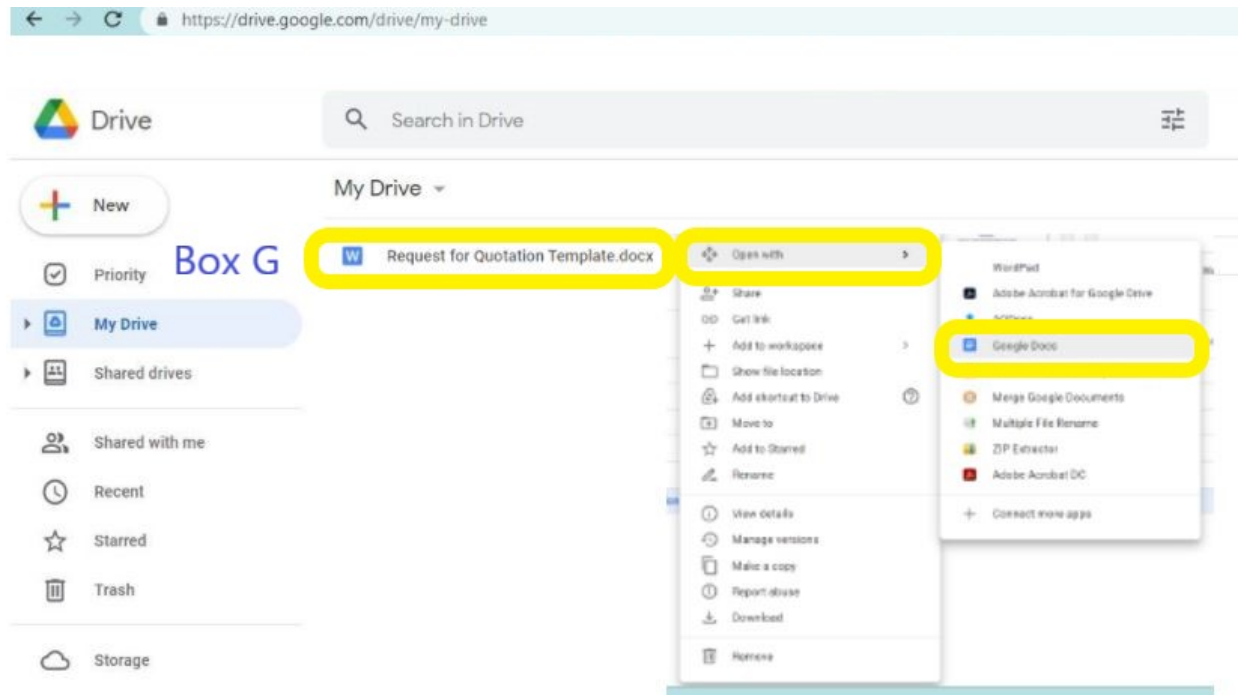 https://drive.google.com/drive/my-drive
Drive
Search in Drive
New
My Drive
Box G
Priority
My Drive
Shared drives
Shared with me
Recent
Starred
Trash
Storage
Request for Quotation Template.docx
Open with
Share
Get link
Add to workspace
Show file location
Add shortcut to Drive
Move to
Add to Starred
Rename
View details
Manage versions
Make a copy
Report abuse
Download
Remove
WordPad
Adobe Acrobat for Google Drive
Google Docs
Merge Google Documents
Multiple File Rename
ZIP Extractor
Adobe Acrobat DC
Connect more apps